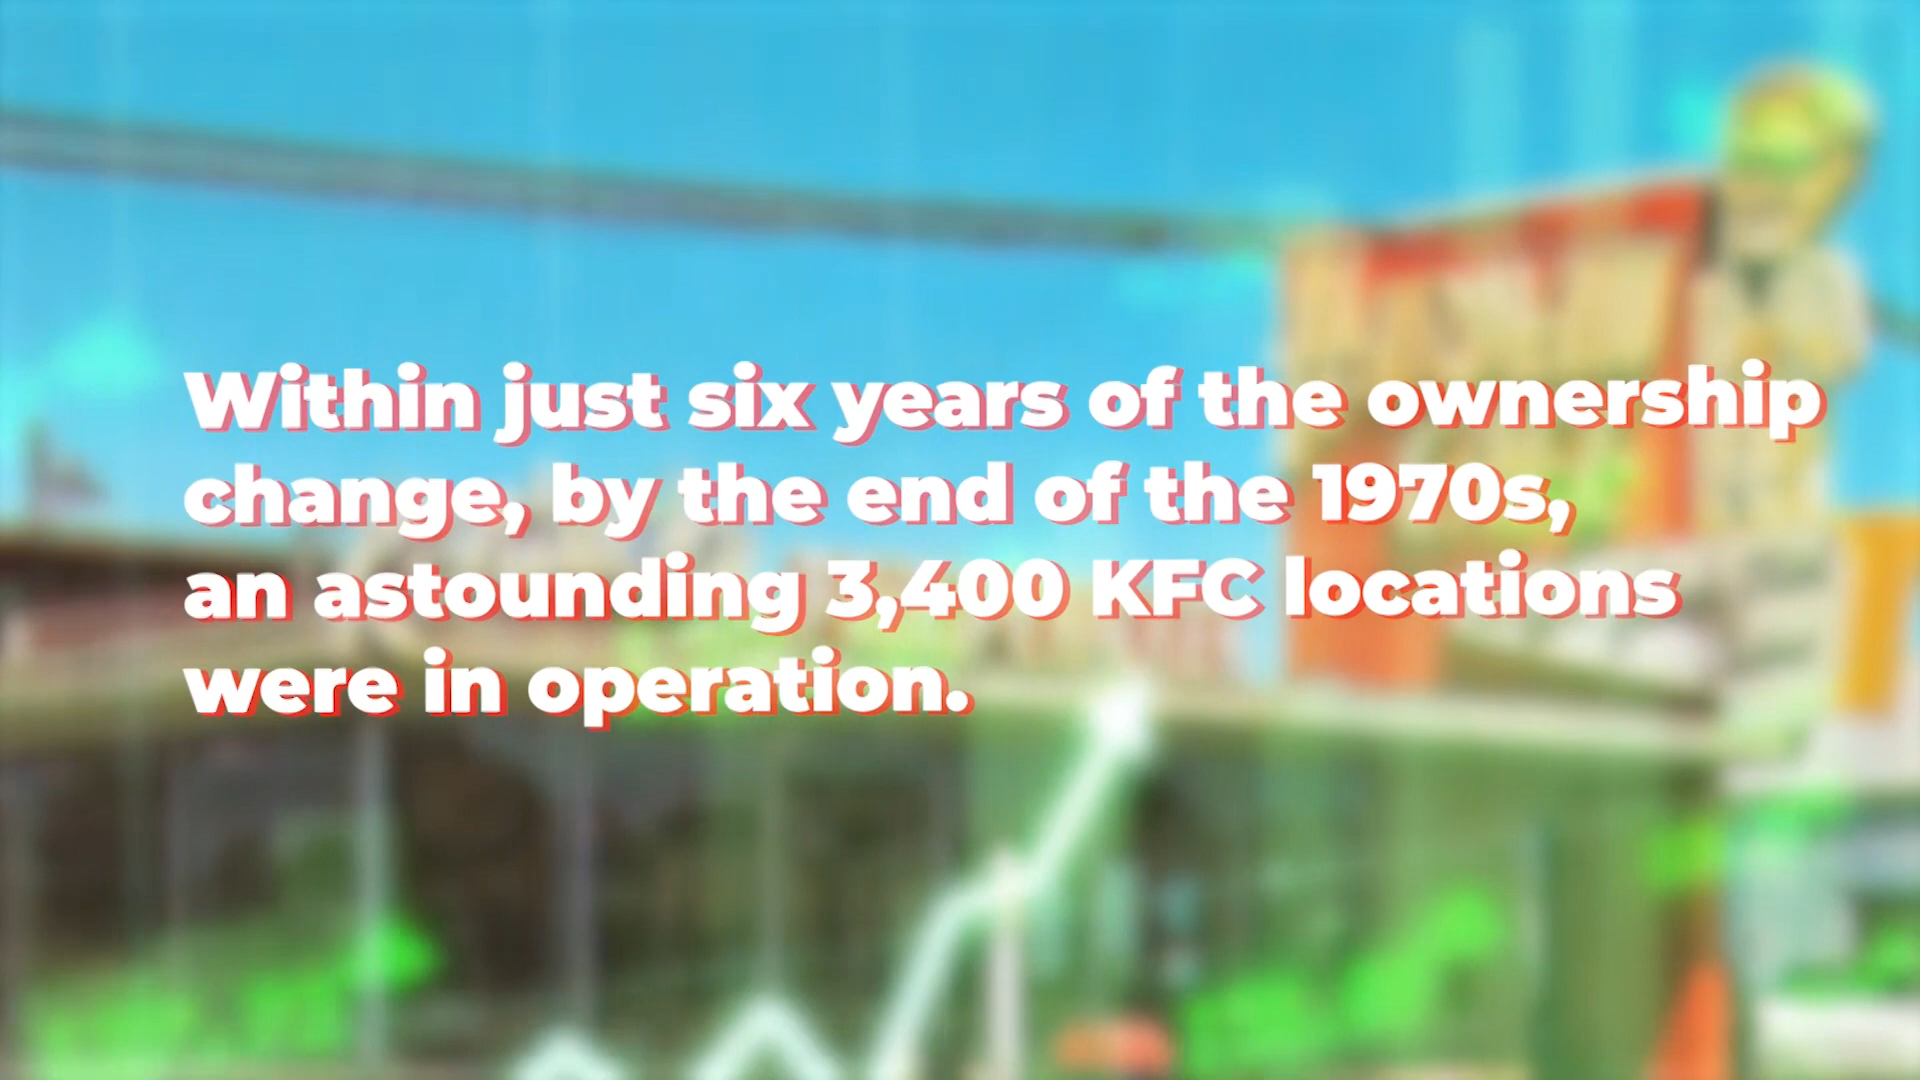 Within just six years of the ownership
change, by the end of the 1970s,
an astounding 3,400 KFC locations
were in operation.